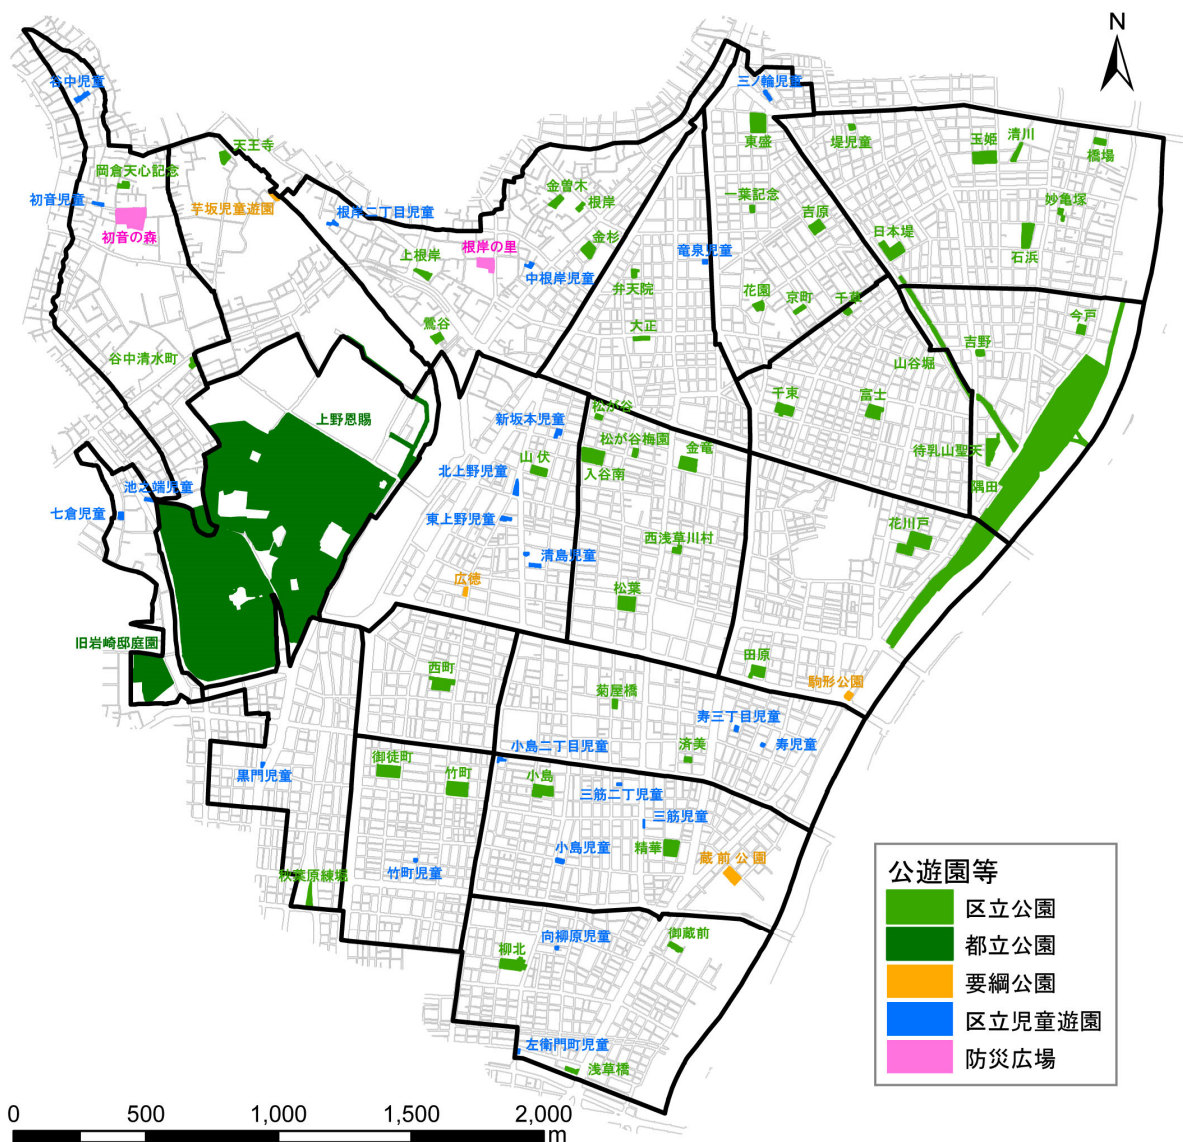 N
谷中児童
三ノ輪児童
天王寺
東盛
堤児童
玉姫
清川
橋場
岡倉天心記念
初音児童
芋坂児童遊園
根岸二丁目児童
金曽木
根岸
一葉記念
吉原
妙亀塚
初音の森
上根岸
根岸の里
金杉
中根岸児童
竜泉児童
日本堤
石浜
弁天院
花園
京町
千草
鶯谷
大正
今戸
吉野
谷中清水町
山谷堀
上野恩賜
松が谷
千束
富士
新坂本児童
松が谷梅園
金竜
待乳山聖天
山伏
入谷南
北上野児童
隅田
池之端児童
七倉児童
東上野児童
花川戸
西浅草川村
清島児童
広徳
松葉
旧岩崎邸庭園
西町
田原
駒形公園
菊屋橋
寿三丁目児童
寿児童
済美
小島二丁目児童
黒門児童
御徒町
竹町
小島
三筋二丁児童
三筋児童
小島児童
精華
蔵前公園
竹町児童
秋葉原練塀
向柳原児童
御蔵前
柳北
左衛門町児童
浅草橋
公遊園等
区立公園
都立公園
要綱公園
区立児童遊園
防災広場
0 500 1,000 1,500 2,000
m